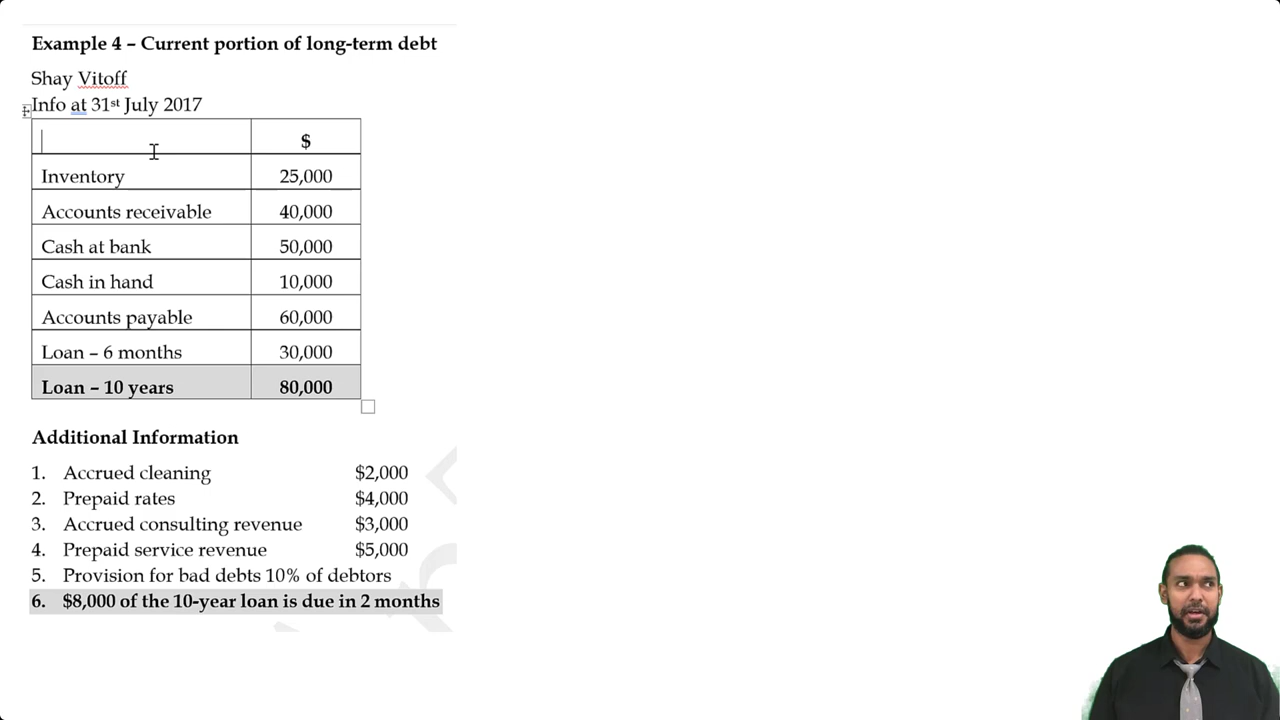 Example 4 – Current portion of long-term debt
Shay Vitoff
Info at 31st July 2017
$
Inventory 25,000
Accounts receivable 40,000
Cash at bank 50,000
Cash in hand 10,000
Accounts payable 60,000
Loan – 6 months 30,000
Loan – 10 years 80,000
Additional Information
1. Accrued cleaning $2,000
2. Prepaid rates $4,000
3. Accrued consulting revenue $3,000
4. Prepaid service revenue $5,000
5. Provision for bad debts 10% of debtors
6. $8,000 of the 10-year loan is due in 2 months